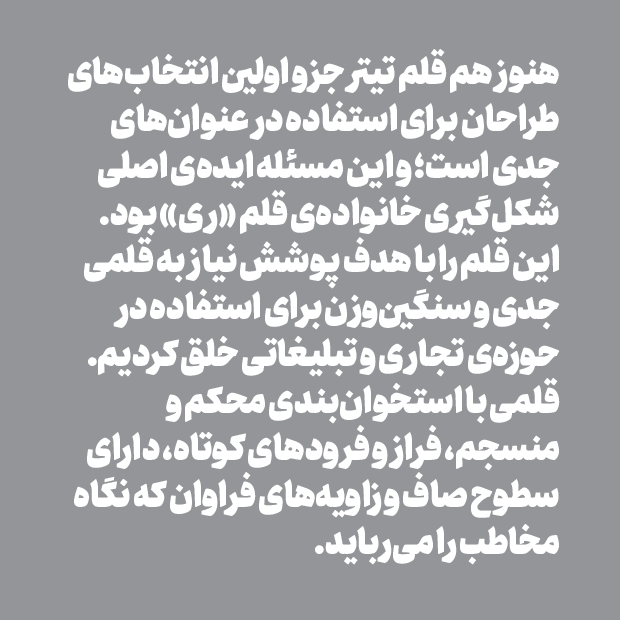 هنوز هم قلم تیتر جزو اولین انتخاب‌های
طراحان برای استفاده در عنوان‌های
جدی است؛ و این مسئله ایده‌ی اصلی
شکل‌گیری خانواده‌ی قلم «ری» بود.
این قلم را با هدف پوشش نیاز به قلمی
جدی و سنگین‌وزن برای استفاده در
حوزه‌ی تجاری و تبلیغاتی خلق کردیم.
قلمی با استخوان‌بندی محکم و
منسجم، فراز و فرودهای کوتاه، دارای
سطوح صاف و زاویه‌های فراوان که نگاه
مخاطب را می‌رباید.